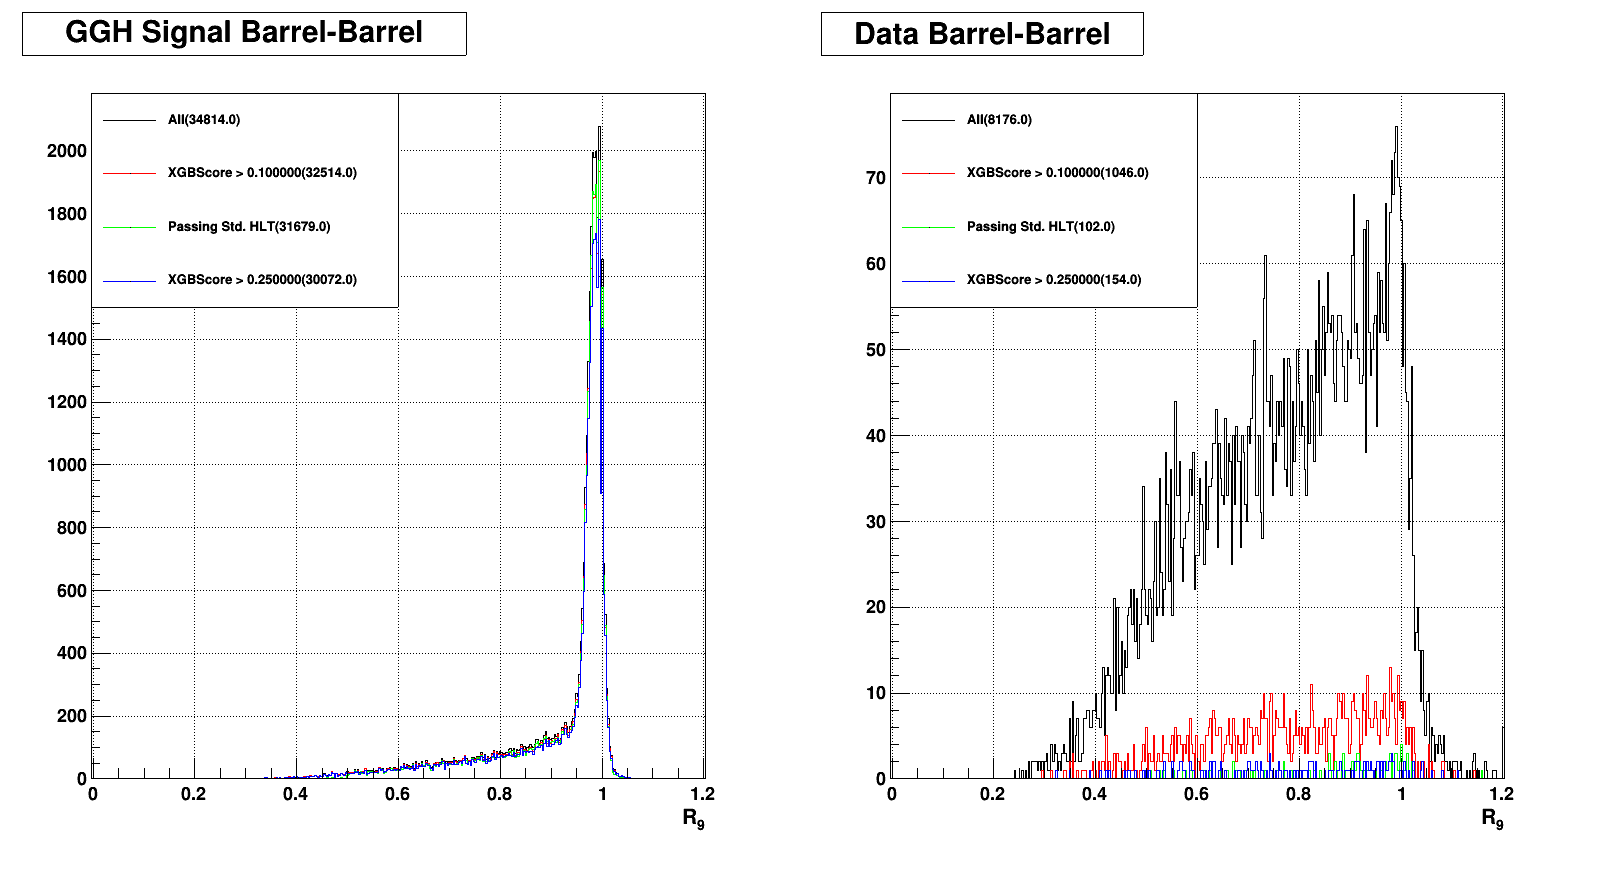 GGH Signal Barrel-Barrel
All(34814.0)
XGBScore > 0.100000(32514.0)
Passing Std. HLT(31679.0)
XGBScore > 0.250000(30072.0)
2000
1800
1600
1400
1200
1000
800
600
400
200
0
0 0.2 0.4 0.6 0.8 1 1.2
R9
Data Barrel-Barrel
All(8176.0)
XGBScore > 0.100000(1046.0)
Passing Std. HLT(102.0)
XGBScore > 0.250000(154.0)
70
60
50
40
30
20
10
0
0 0.2 0.4 0.6 0.8 1 1.2
R9